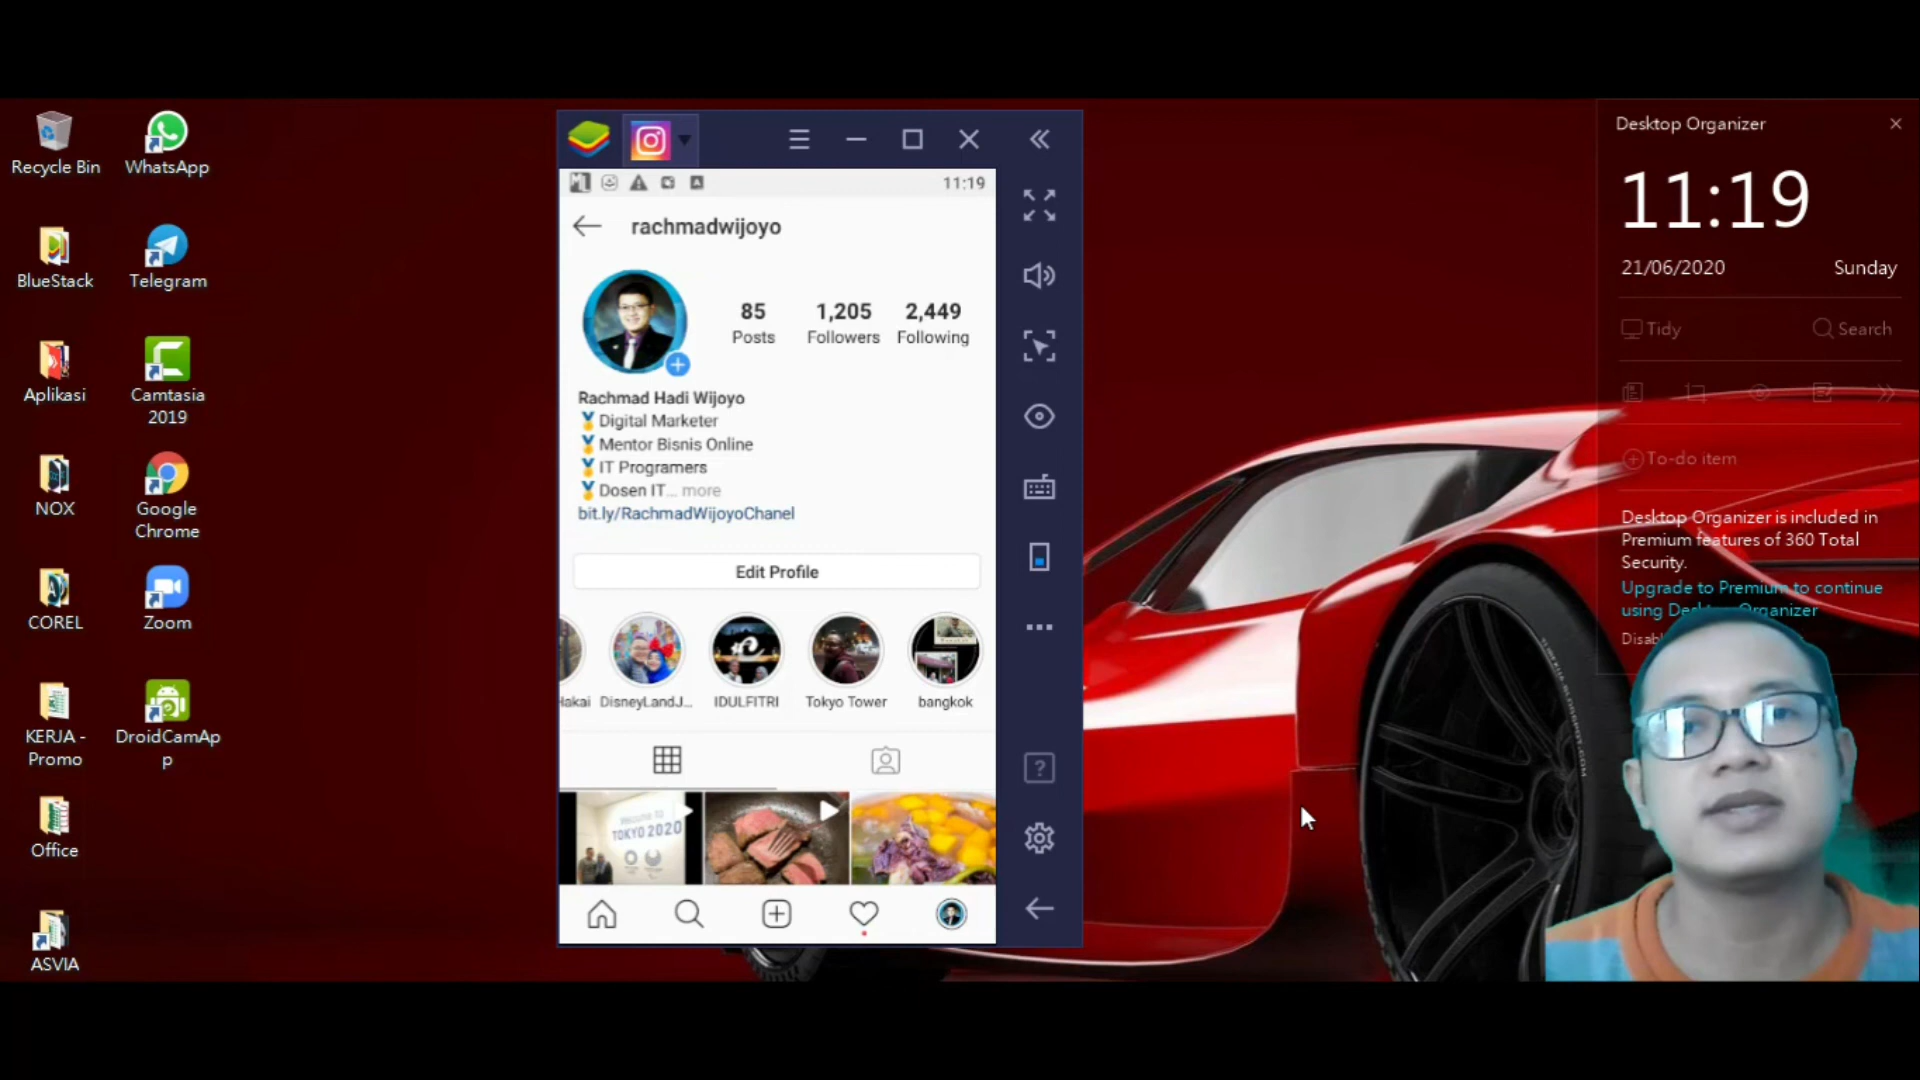 Recycle Bin
WhatsApp
BlueStack
Telegram
Aplikasi
Camtasia
2019
NOX
Google
Chrome
COREL
Zoom
KERJA -
Promo
DroidCamAp
p
Office
ASVIA
11:19
rachmadwijoyo
85
Posts
1,205
Followers
2,449
Following
Rachmad Hadi Wijoyo
Digital Marketer
Mentor Bisnis Online
IT Programers
Dosen IT... more
bit.ly/RachmadWijoyoChanel
Edit Profile
DisneyLandJ...
IDULFITRI
Tokyo Tower
bangkok
TOKYO 2020
Desktop Organizer
11:19
21/06/2020
Sunday
Tidy
Search
To-do item
Desktop Organizer is included in
Premium features of 360 Total
Security.
Upgrade to Premium to continue
using Desktop Organizer